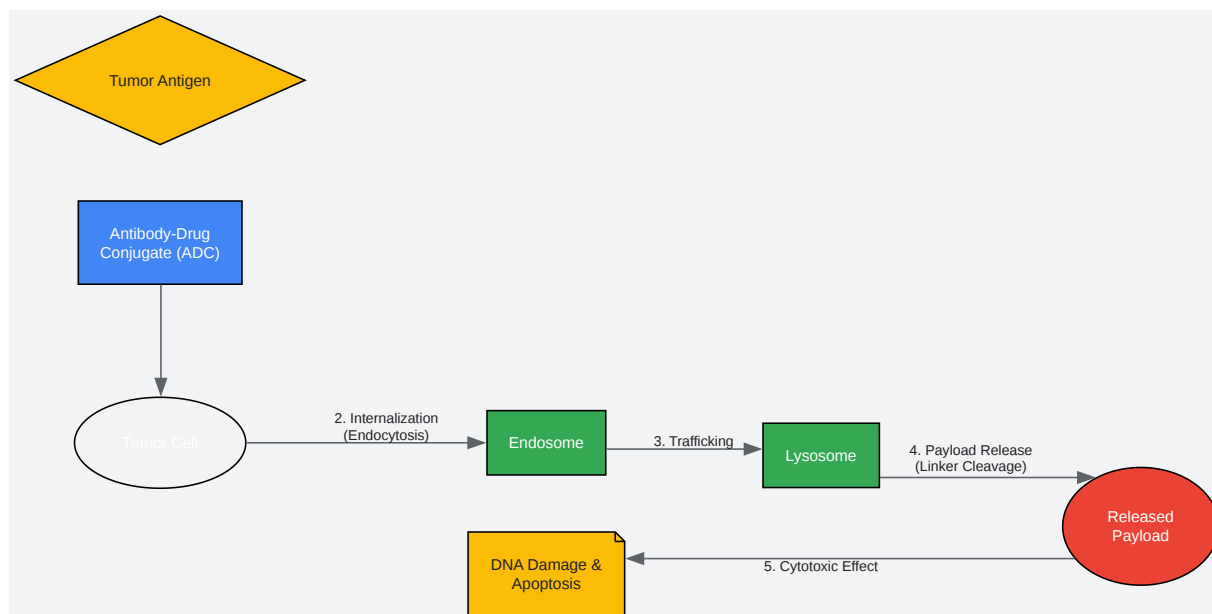 Tumor Antigen
Antibody-Drug
Conjugate (ADC)
Tumor Cell
2. Internalization
(Endocytosis)
Endosome
3. Trafficking
Lysosome
4. Payload Release
(Linker Cleavage)
Released
Payload
5. Cytotoxic Effect
DNA Damage &
Apoptosis